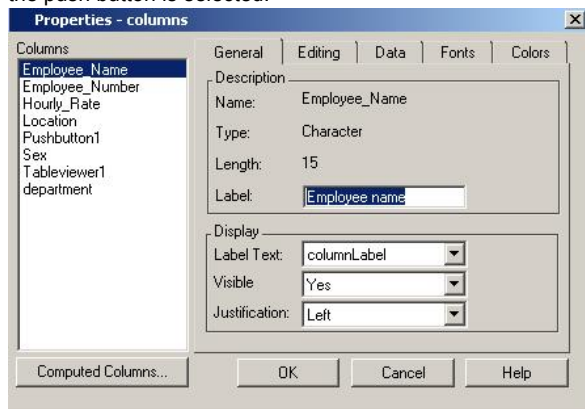 the push button is selected.
Properties - columns
Columns
Employee_Name
Employee_Number
Hourly_Rate
Location
Pushbutton1
Sex
Tableviewer1
department
Computed Columns...
General Editing Data Fonts Colors
Description
Name: Employee_Name
Type: Character
Length: 15
Label: Employee name
Display
Label Text: columnLabel
Visible Yes
Justification: Left
OK Cancel Help